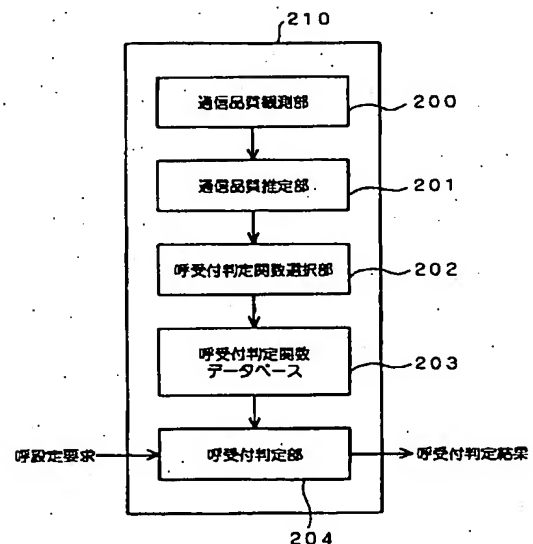 210
通信品質観測部
200
通信品質推定部
201
呼受付判定関数選択部
202
呼受付判定関数
データベース
203
呼設定要求
呼受付判定部
呼受付判定結果
204